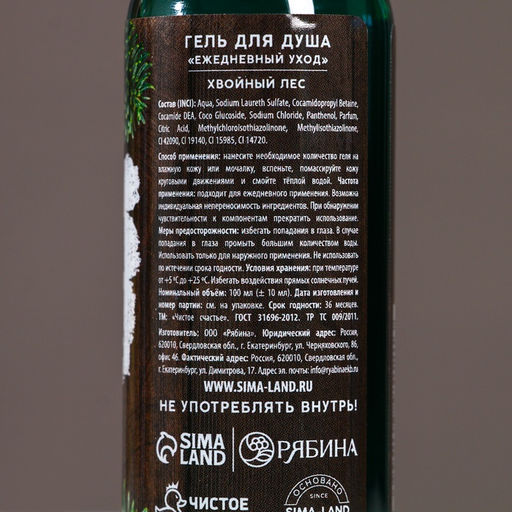 ГЕЛЬ ДЛЯ ДУША
«ЕЖЕДНЕВНЫЙ УХОД»
ХВОЙНЫЙ ЛЕС
Состав (INCI): Aqua, Sodium Laureth Sulfate, Cocamidopropyl Betaine,
Cocamide DEA, Coco Glucoside, Sodium Chloride, Panthenol, Parfum,
Citric Acid, Methylchloroisothiazolinone, Methylisothiazolinone,
CI 42090, CI 19140, CI 15985, CI 14720.
Способ применения: нанесите необходимое количество геля на
влажную кожу или мочалку, вспеньте, помассируйте кожу
круговыми движениями и смойте тёплой водой. Частота
применения: подходит для ежедневного применения. Возможна
индивидуальная непереносимость ингредиентов. При обнаружении
чувствительности к компонентам прекратить использование.
Меры предосторожности: избегать попадания в глаза. В случае
попадания в глаза промыть большим количеством воды.
Использовать только для наружного применения. Не использовать
по истечении срока годности. Условия хранения: при температуре
от +5 °C до +25 °C. Избегать воздействия прямых солнечных лучей.
Номинальный объём: 100 мл (± 10 мл). Дата изготовления и
номер партии: см. на упаковке. Срок годности: 36 месяцев.
ТМ: «Чистое счастье». ГОСТ 31696-2012. ТР ТС 009/2011.
Изготовитель: ООО «Рябина». Юридический адрес: Россия,
620010, Свердловская обл., г. Екатеринбург, ул. Черняховского, 86,
офис 46. Фактический адрес: Россия, 620010, Свердловская обл.,
г. Екатеринбург, ул. Димитрова, 17. Адрес эл. почты: info@ryabinaekb.ru
WWW.SIMA-LAND.RU
НЕ УПОТРЕБЛЯТЬ ВНУТРЬ!
SIMA
LAND
РЯБИНА
ЧИСТОЕ
ОСНОВАНО
SINCE
SIMA-LAND